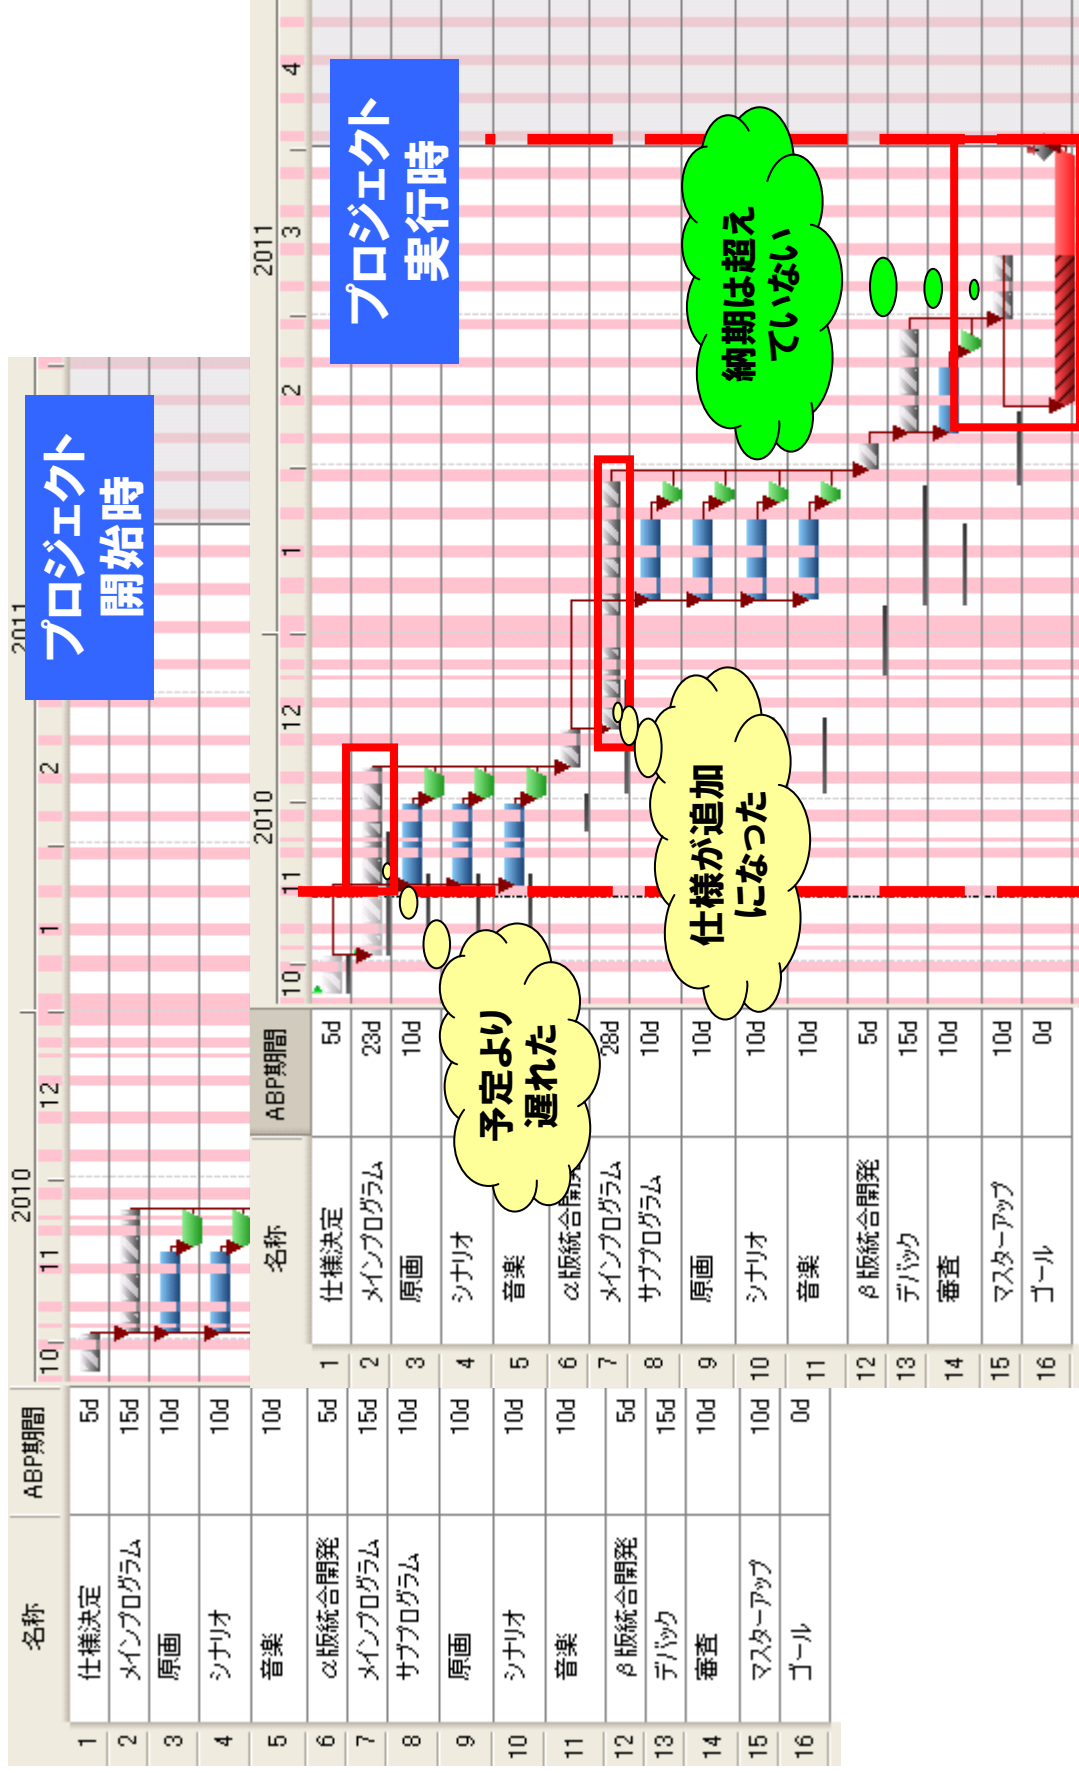 プロジェクト
開始時
2010
2011
名称 ABP期間 10 11 12 1 2
1 仕様決定 5d
2 メインプログラム 15d
3 原画 10d
4 シナリオ 10d
5 音楽 10d
6 α版統合開発 5d
7 メインプログラム 15d
8 サブプログラム 10d
9 原画 10d
10 シナリオ 10d
11 音楽 10d
12 β版統合開発 5d
13 デバック 15d
14 審査 10d
15 マスターアップ 10d
16 ゴール 0d
プロジェクト
実行時
2010
2011
名称 ABP期間 10 11 12 1 2 3 4
1 仕様決定 5d
2 メインプログラム 23d
3 原画 10d
4 シナリオ
5 音楽
6 α版統合開発
7 メインプログラム 28d
8 サブプログラム 10d
9 原画 10d
10 シナリオ 10d
11 音楽 10d
12 β版統合開発 5d
13 デバック 15d
14 審査 10d
15 マスターアップ 10d
16 ゴール 0d
予定より
遅れた
仕様が追加
になった
納期は超え
ていない